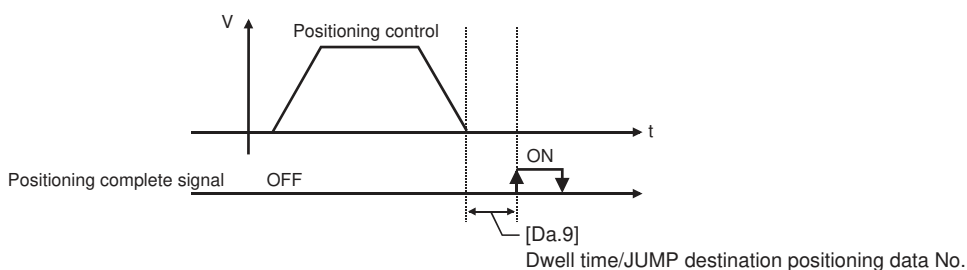 V
Positioning control
t
ON
Positioning complete signal OFF
[Da.9]
Dwell time/JUMP destination positioning data No.